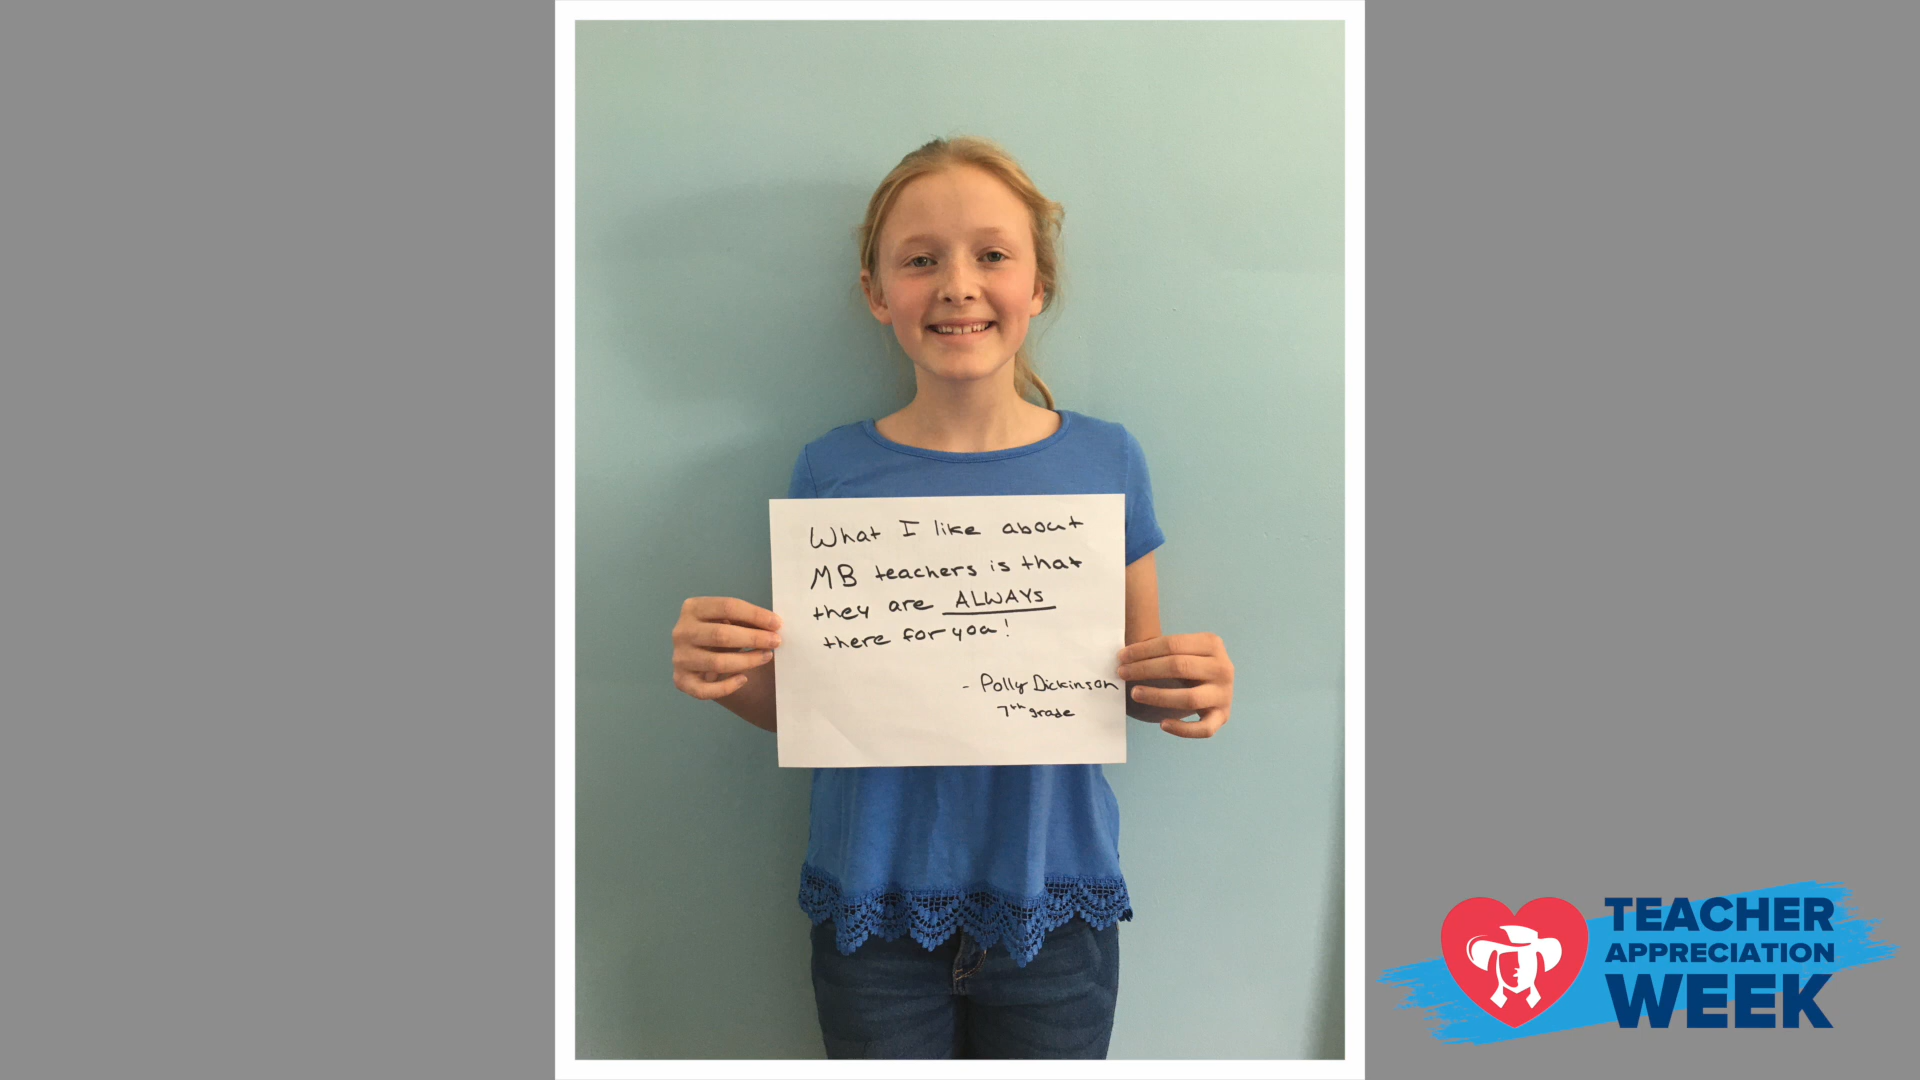 What I like about
MB teachers is that
they are ALWAYS
there for you!
- Polly Dickinson
7th grade
TEACHER
APPRECIATION
WEEK